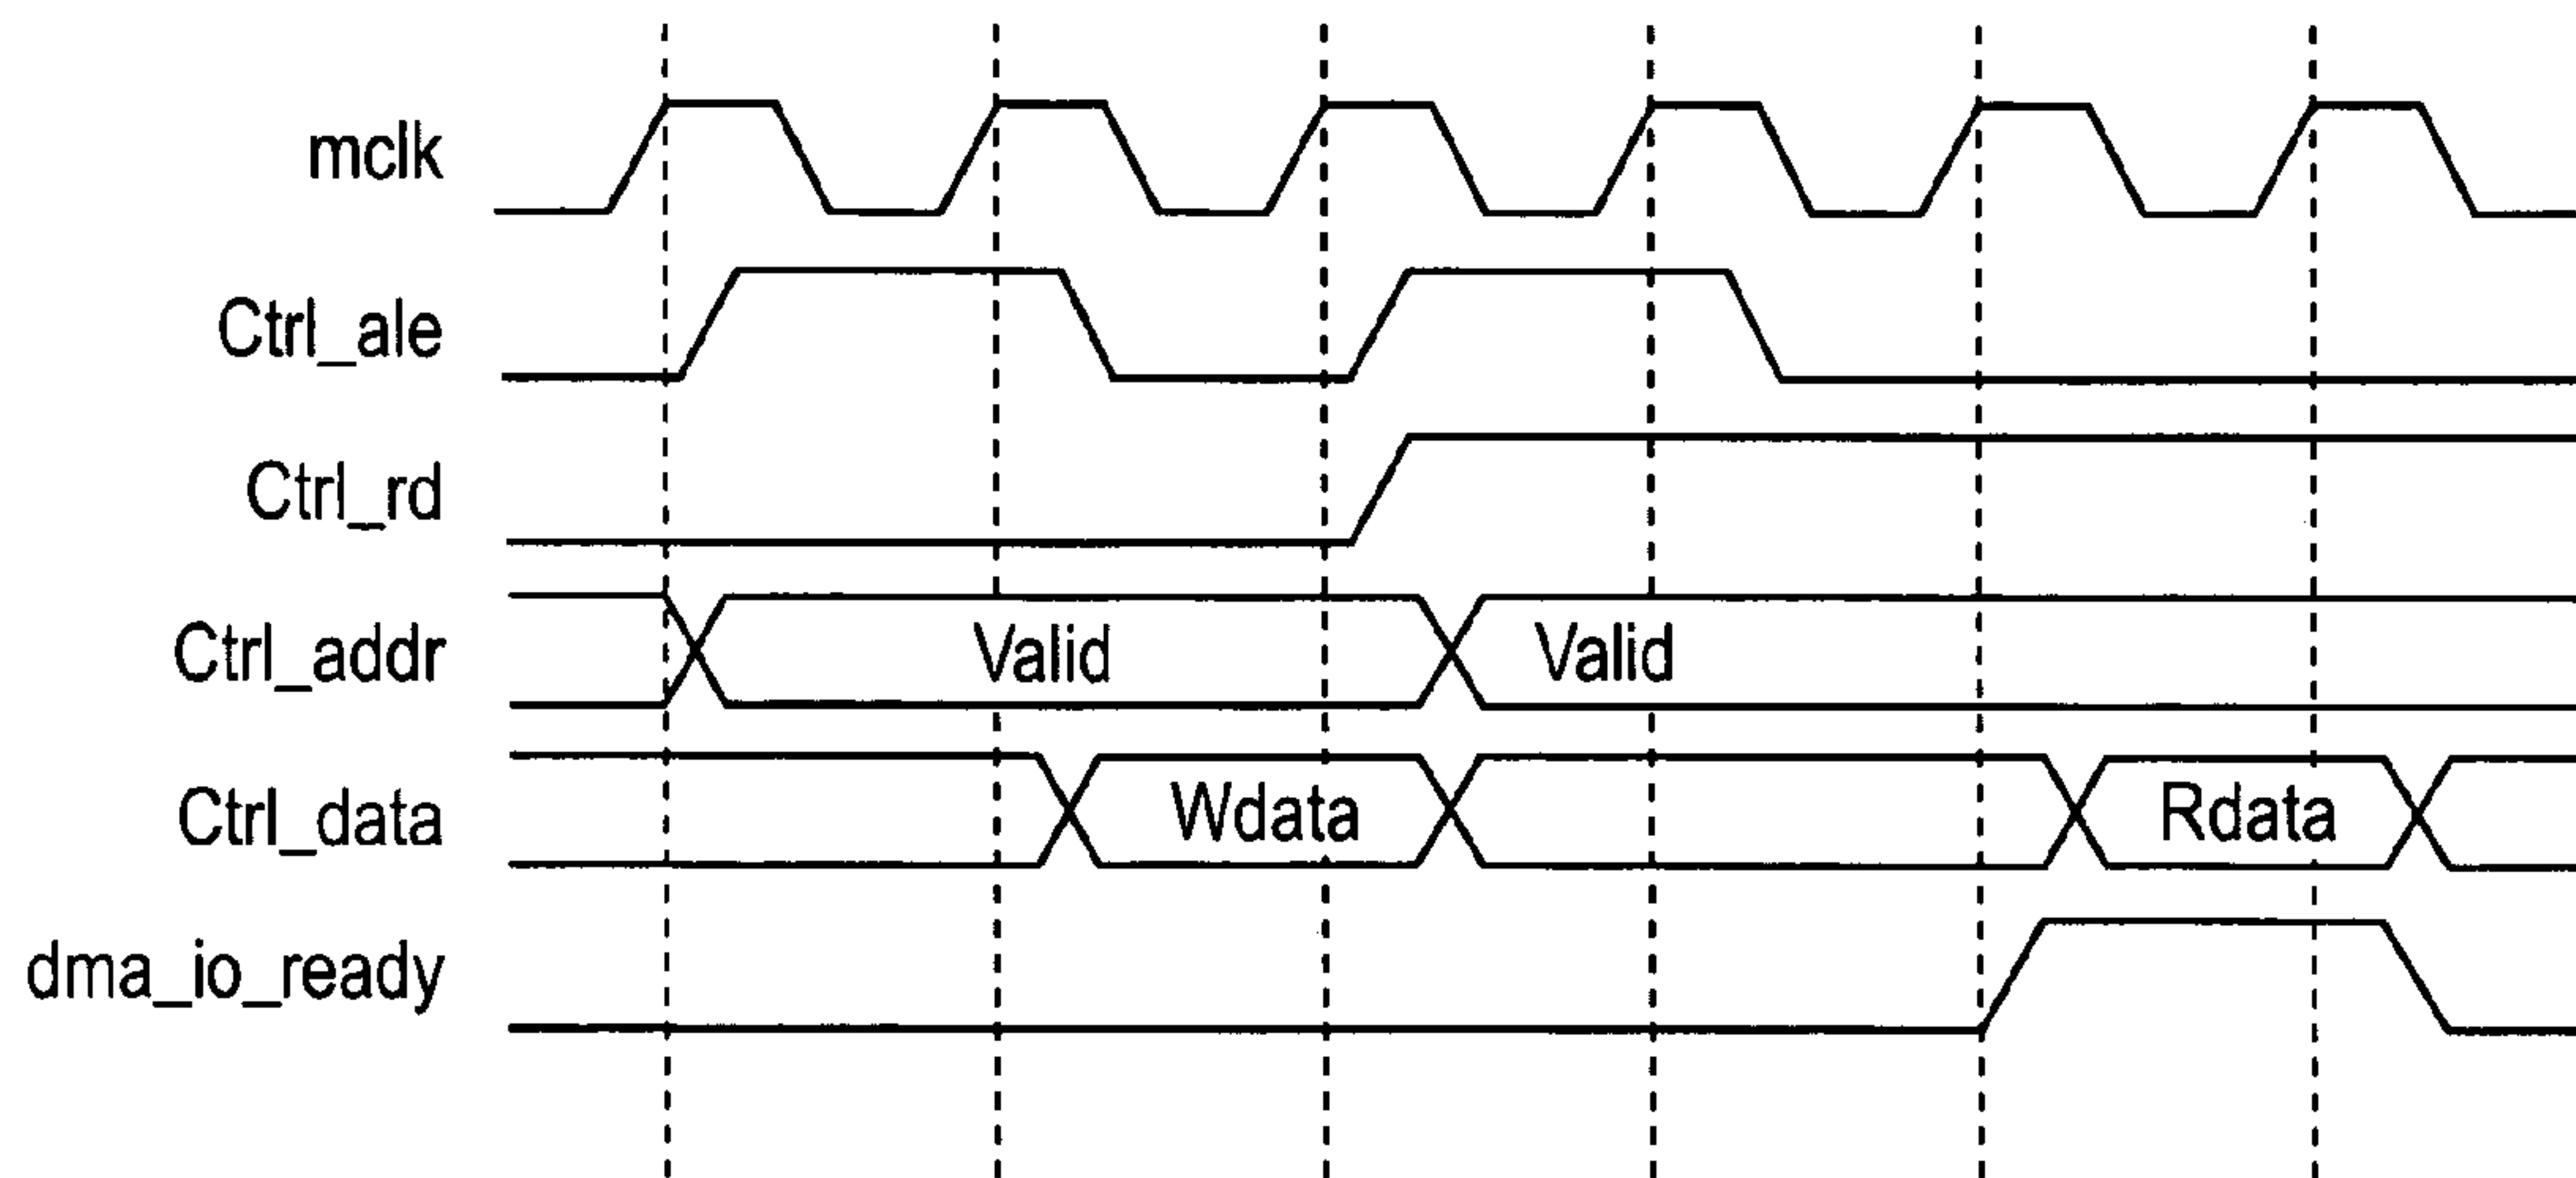 mclk
Ctrl_ale
Ctrl_rd
Ctrl_addr Valid Valid
Ctrl_data Wdata Rdata
dma_io_ready